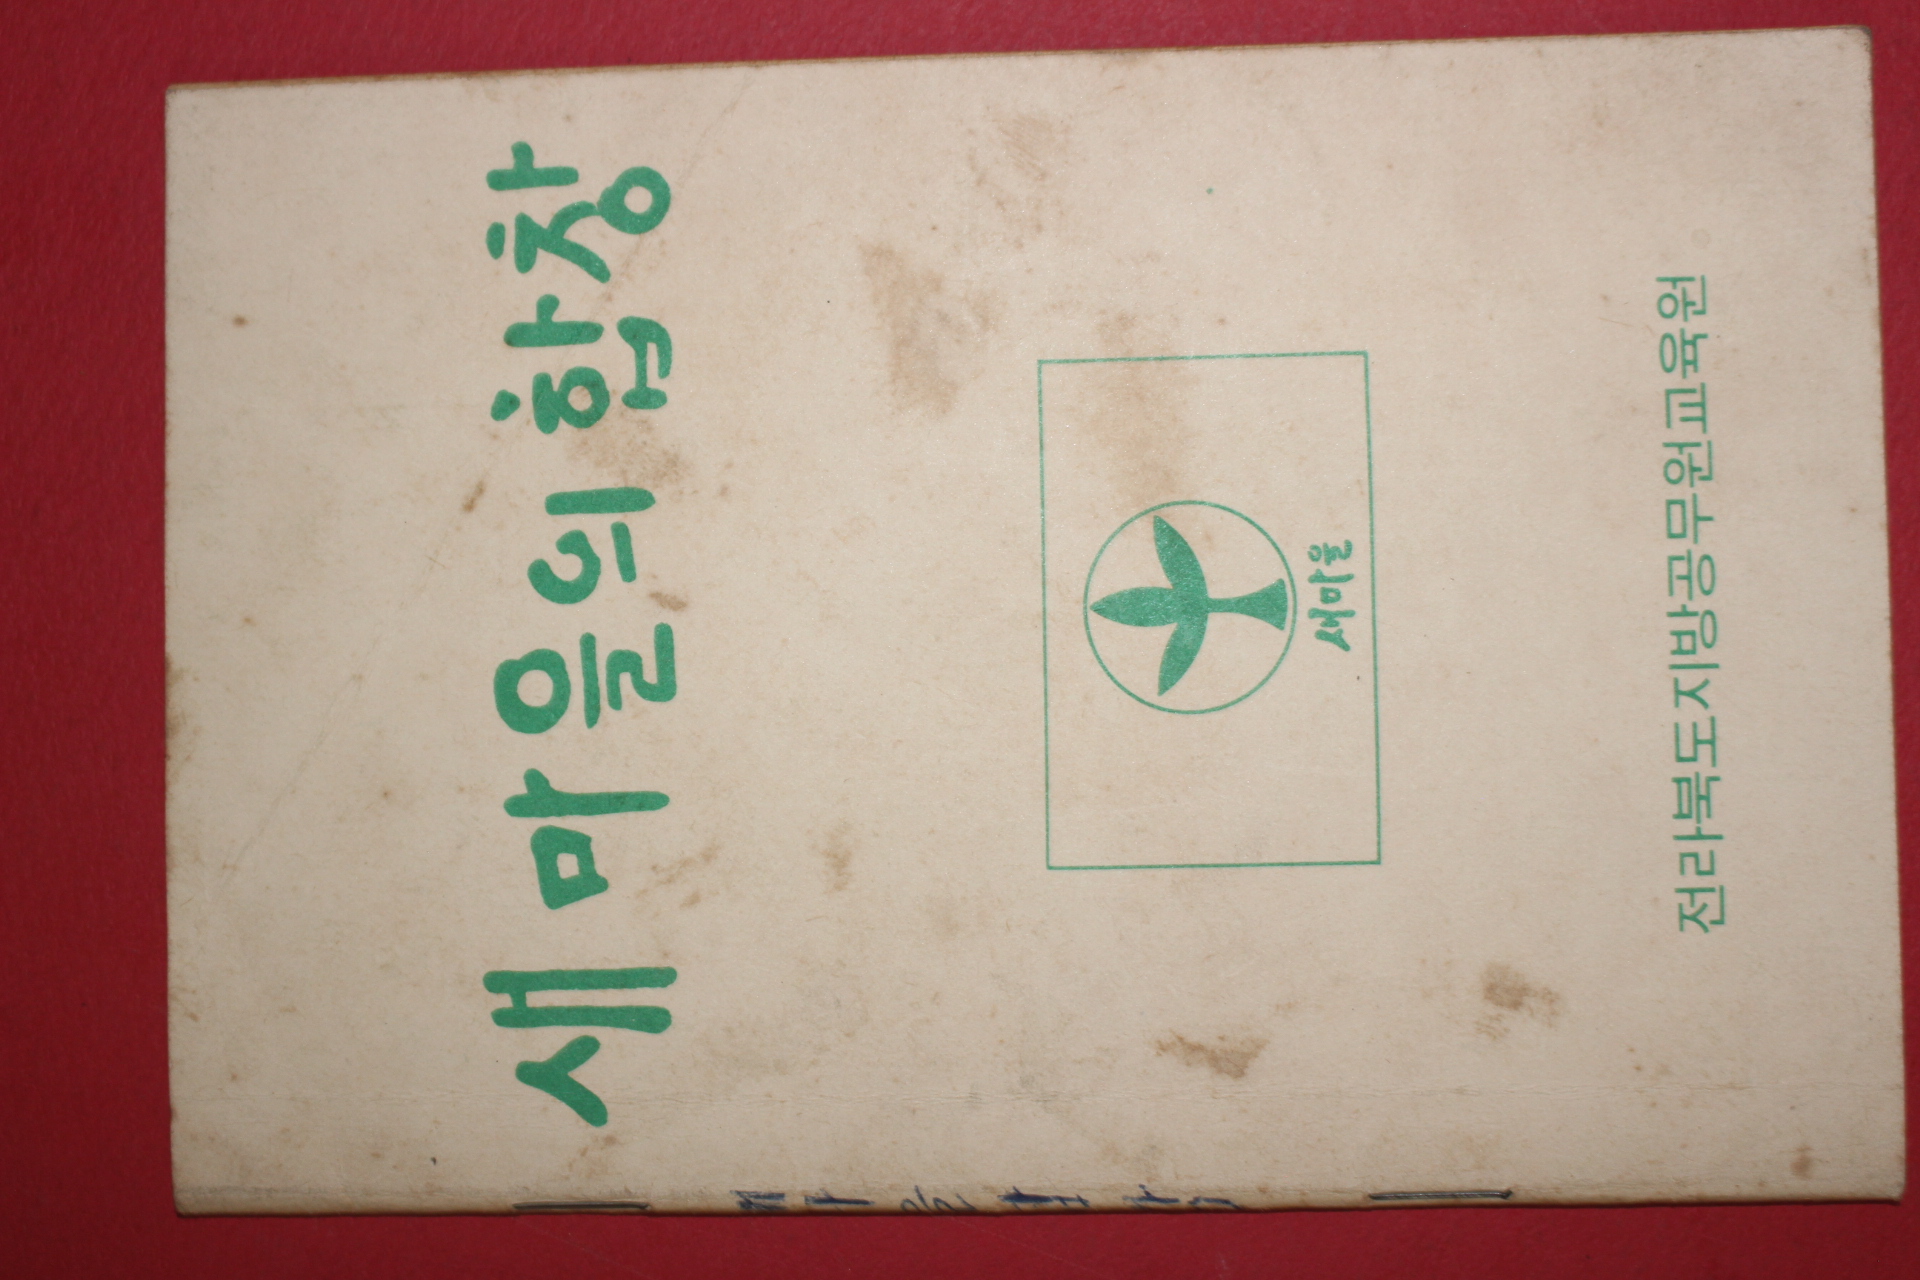 새마을의 합창
새마을
전라북도지방공무원교육원